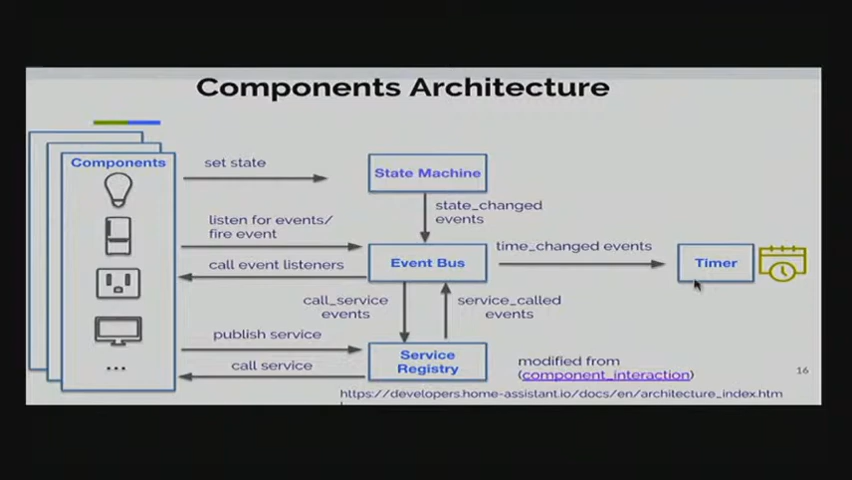 Components Architecture
Components
set state
State Machine
state_changed
events
listen for events/
fire event
call event listeners
Event Bus
time_changed events
Timer
call_service
events
service_called
events
publish service
call service
Service
Registry
...
modified from
(component_interaction)
16
https://developers.home-assistant.io/docs/en/architecture_index.htm
l